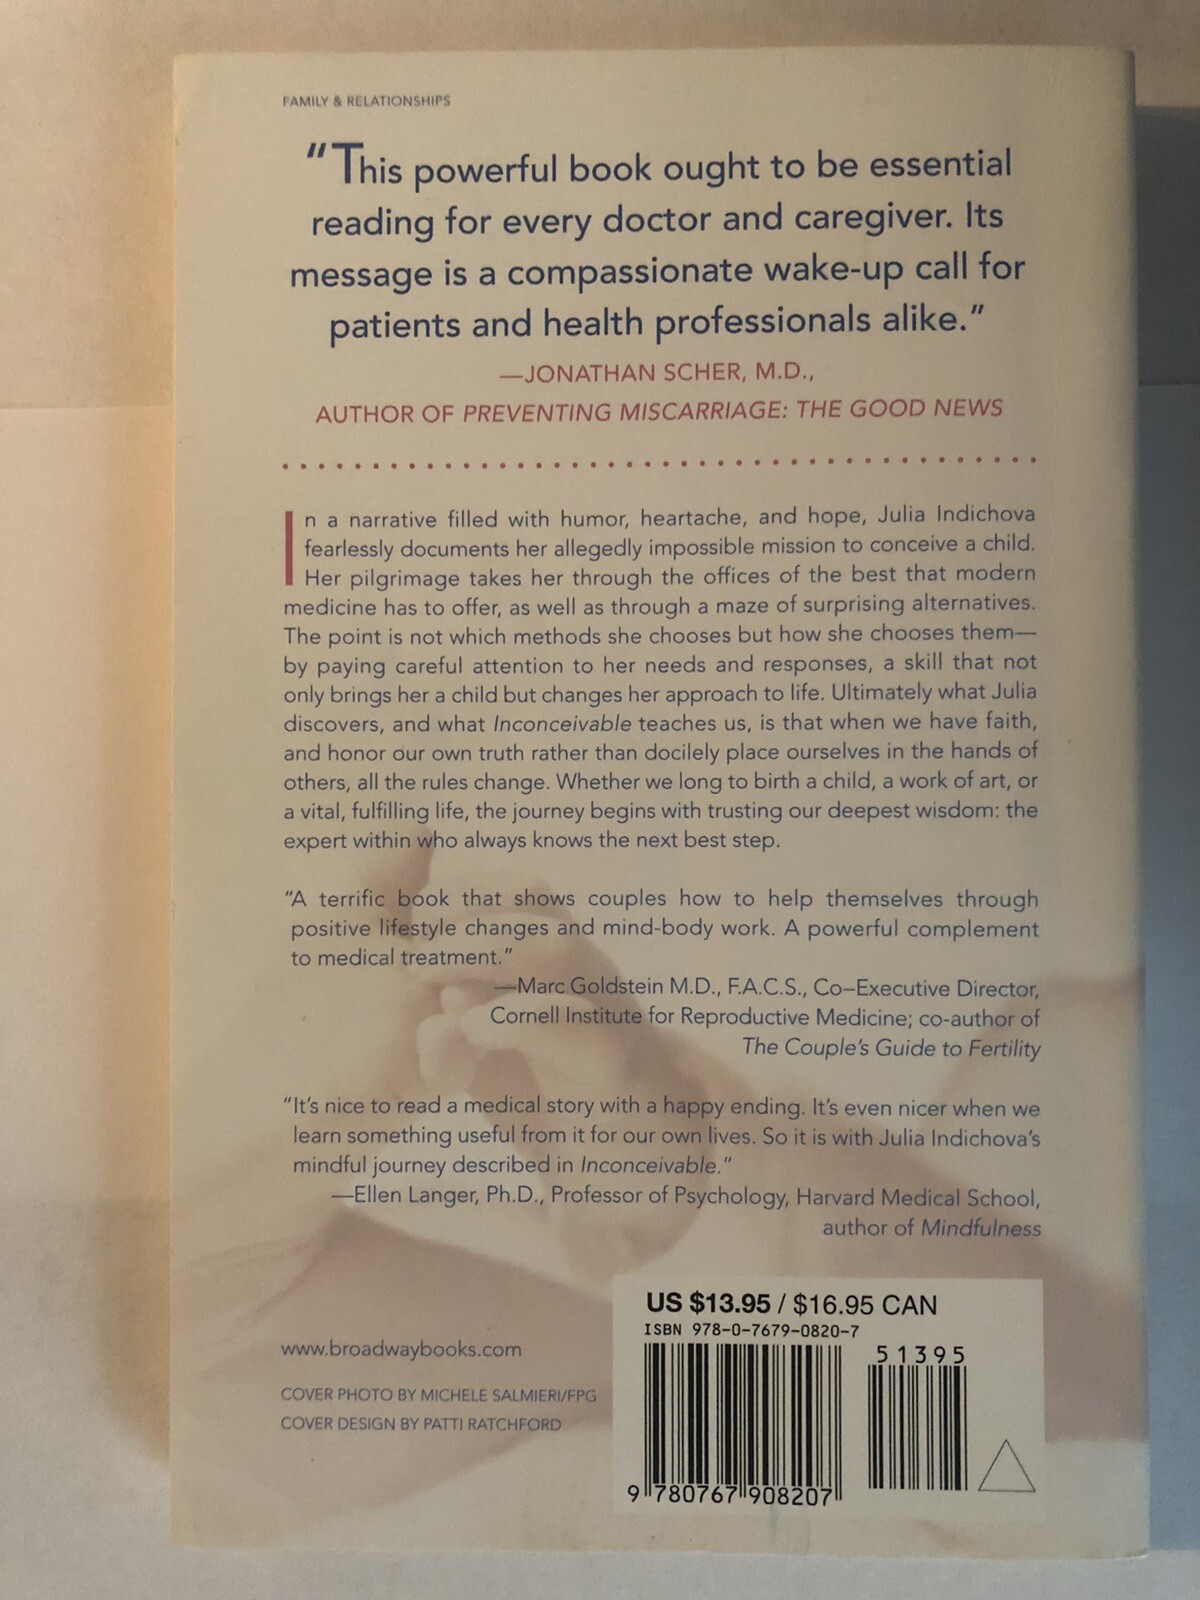 FAMILY & RELATIONSHIPS
“This powerful book ought to be essential
reading for every doctor and caregiver. Its
message is a compassionate wake-up call for
patients and health professionals alike.”
—JONATHAN SCHER, M.D.,
AUTHOR OF PREVENTING MISCARRIAGE: THE GOOD NEWS
In a narrative filled with humor, heartache, and hope, Julia Indichova
fearlessly documents her allegedly impossible mission to conceive a child.
Her pilgrimage takes her through the offices of the best that modern
medicine has to offer, as well as through a maze of surprising alternatives.
The point is not which methods she chooses but how she chooses them—
by paying careful attention to her needs and responses, a skill that not
only brings her a child but changes her approach to life. Ultimately what Julia
discovers, and what Inconceivable teaches us, is that when we have faith,
and honor our own truth rather than docilely place ourselves in the hands of
others, all the rules change. Whether we long to birth a child, a work of art, or
a vital, fulfilling life, the journey begins with trusting our deepest wisdom: the
expert within who always knows the next best step.
“A terrific book that shows couples how to help themselves through
positive lifestyle changes and mind-body work. A powerful complement
to medical treatment.”
—Marc Goldstein M.D., F.A.C.S., Co–Executive Director,
Cornell Institute for Reproductive Medicine; co-author of
The Couple’s Guide to Fertility
“It’s nice to read a medical story with a happy ending. It’s even nicer when we
learn something useful from it for our own lives. So it is with Julia Indichova’s
mindful journey described in Inconceivable.”
—Ellen Langer, Ph.D., Professor of Psychology, Harvard Medical School,
author of Mindfulness
www.broadwaybooks.com
COVER PHOTO BY MICHELE SALMIERI/FPG
COVER DESIGN BY PATTI RATCHFORD
US $13.95 / $16.95 CAN
ISBN 978-0-7679-0820-7
51395
9 780767 908207